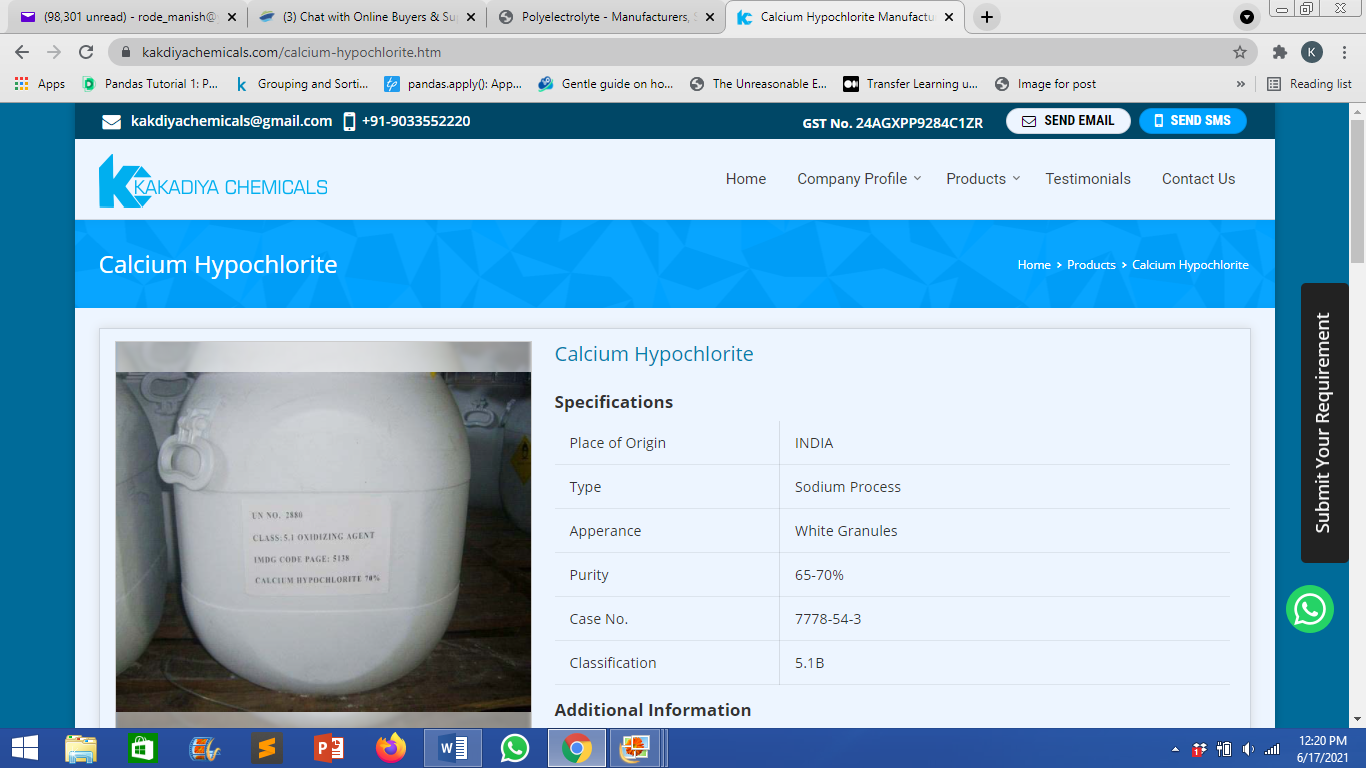 (98,301 unread) - rode_manish@
(3) Chat with Online Buyers & Su
Polyelectrolyte - Manufacturers,
Calcium Hypochlorite Manufactu
kakdiyachemicals.com/calcium-hypochlorite.htm
K
Apps
Pandas Tutorial 1: P...
Grouping and Sorti...
pandas.apply(): App...
Gentle guide on ho...
The Unreasonable E...
Transfer Learning u...
Image for post
»
Reading list
kakdiyachemicals@gmail.com +91-9033552220
GST No. 24AGXPP9284C1ZR
SEND EMAIL
SEND SMS
KAKADIYA CHEMICALS
Home Company Profile Products Testimonials Contact Us
Calcium Hypochlorite
Home > Products > Calcium Hypochlorite
UN NO. 2880
CLASS:5.1 OXIDIZING AGENT
IMDG CODE PAGE: 5138
CALCIUM HYPOCHLORITE 70%
Calcium Hypochlorite
Specifications
Place of Origin INDIA
Type Sodium Process
Apperance White Granules
Purity 65-70%
Case No. 7778-54-3
Classification 5.1B
Additional Information
Submit Your Requirement
12:20 PM
6/17/2021